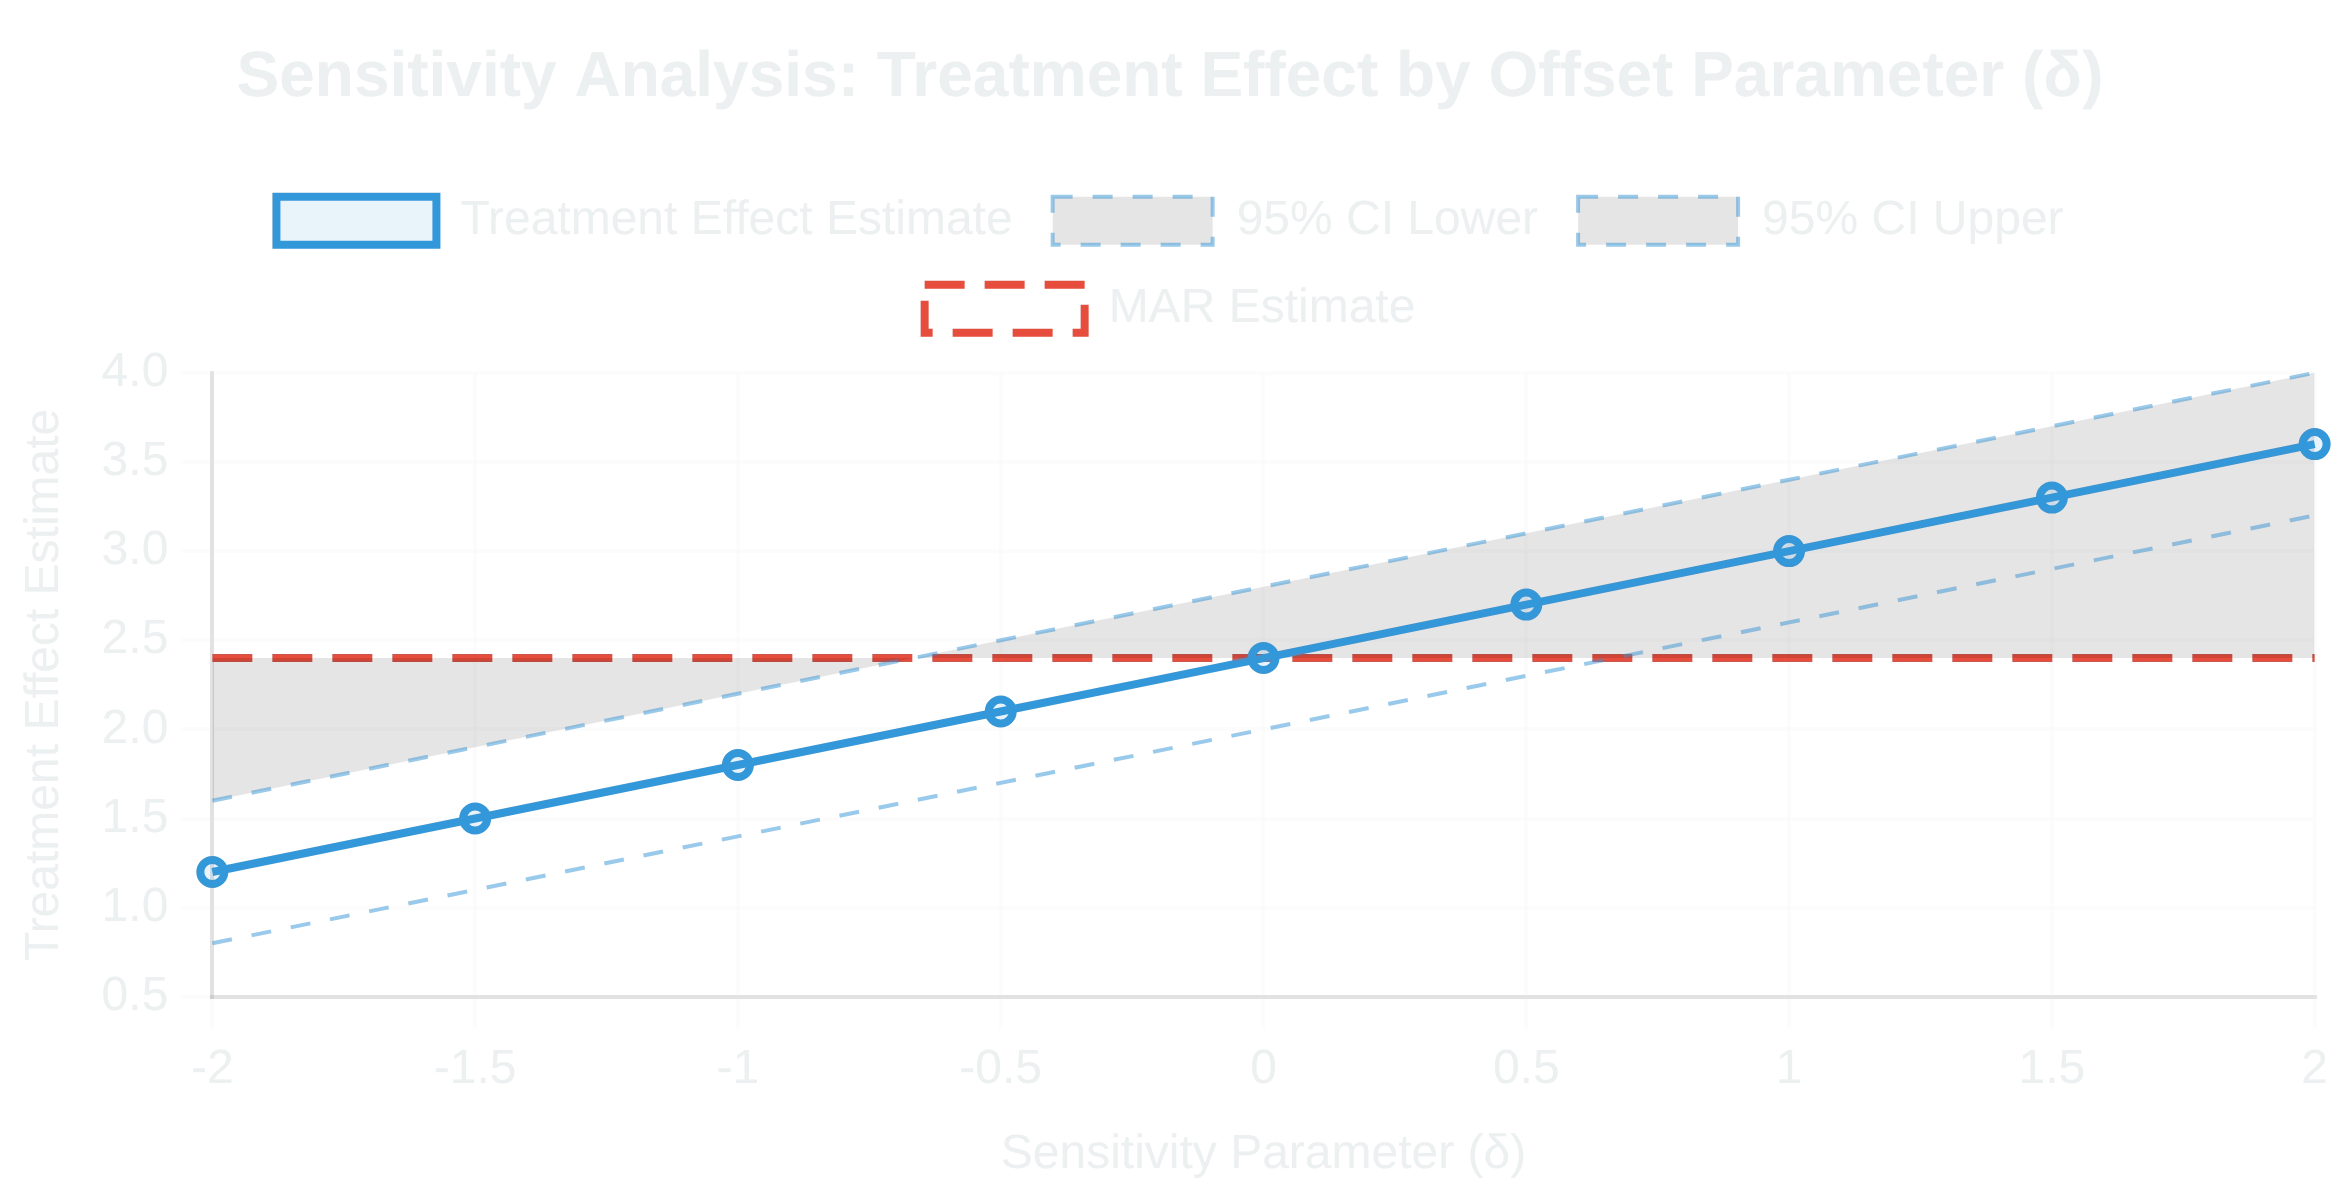 Sensitivity Analysis: Treatment Effect by Offset Parameter (δ)
Treatment Effect Estimate
95% CI Lower
95% CI Upper
MAR Estimate
Treatment Effect Estimate
4.0
3.5
3.0
2.5
2.0
1.5
1.0
0.5
-2
-1.5
-1
-0.5
0
0.5
1
1.5
2
Sensitivity Parameter (δ)